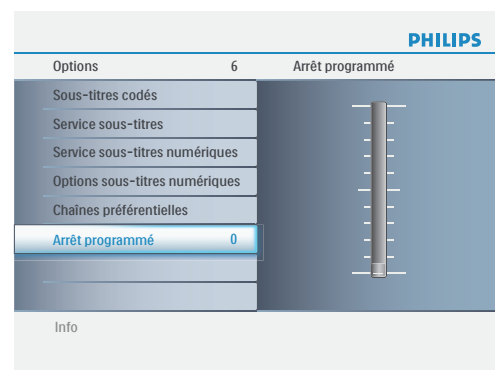 PHILIPS
Options 6 Arrêt programmé
Sous-titres codés
Service sous-titres
Service sous-titres numériques
Options sous-titres numériques
Chaînes préférentielles
Arrêt programmé 0
Info